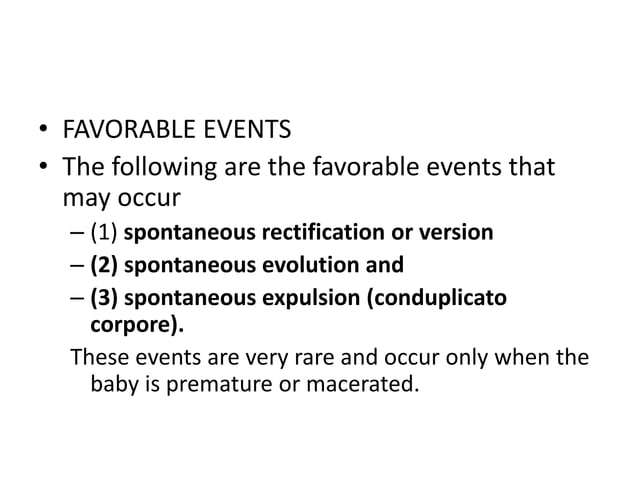 • FAVORABLE EVENTS
• The following are the favorable events that
may occur
– (1) spontaneous rectification or version
– (2) spontaneous evolution and
– (3) spontaneous expulsion (conduplicato
corpore).
These events are very rare and occur only when the
baby is premature or macerated.